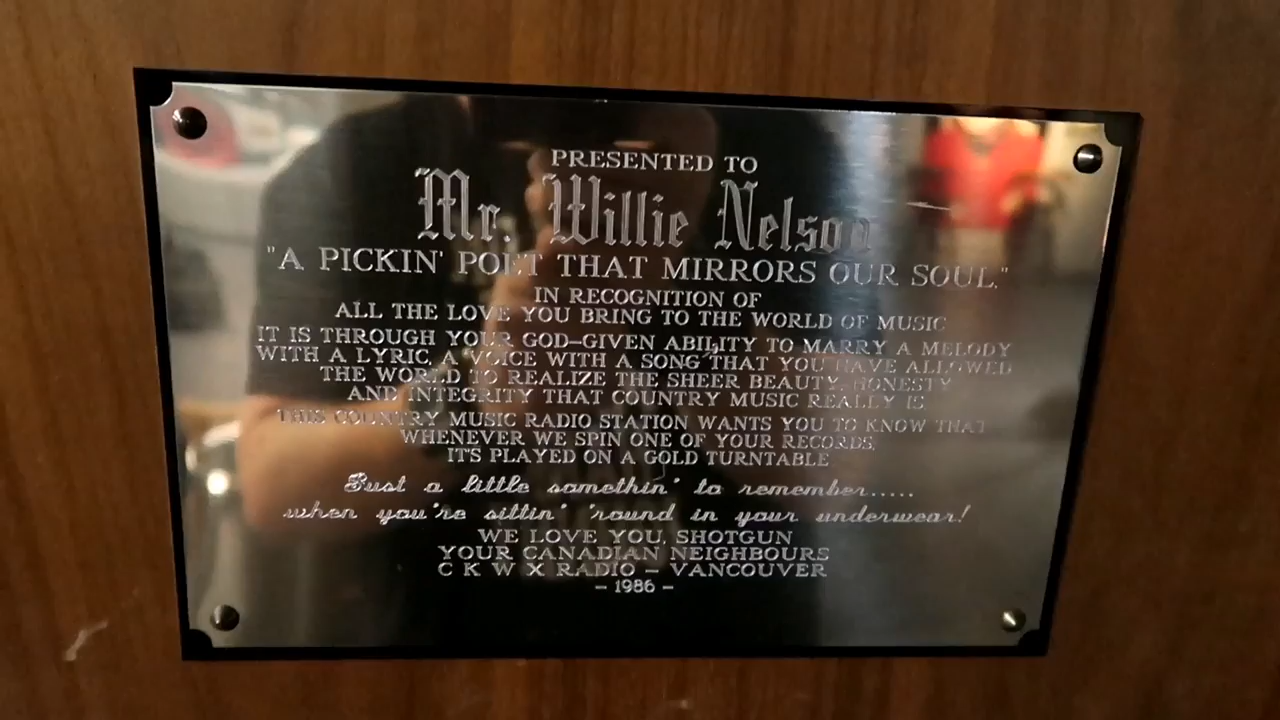 PRESENTED TO
Mr. Willie Nelson
"A PICKIN' POET THAT MIRRORS OUR SOUL."
IN RECOGNITION OF
ALL THE LOVE YOU BRING TO THE WORLD OF MUSIC
IT IS THROUGH YOUR GOD-GIVEN ABILITY TO MARRY A MELODY
WITH A LYRIC, A VOICE WITH A SONG THAT YOU HAVE ALLOWED
THE WORLD TO REALIZE THE SHEER BEAUTY, HONESTY
AND INTEGRITY THAT COUNTRY MUSIC REALLY IS
THIS COUNTRY MUSIC RADIO STATION WANTS YOU TO KNOW THAT
WHENEVER WE SPIN ONE OF YOUR RECORDS,
IT'S PLAYED ON A GOLD TURNTABLE
Just a little somethin' to remember.....
when you're sittin' 'round in your underwear!
WE LOVE YOU, SHOTGUN
YOUR CANADIAN NEIGHBOURS
C K W X RADIO - VANCOUVER
- 1986 -